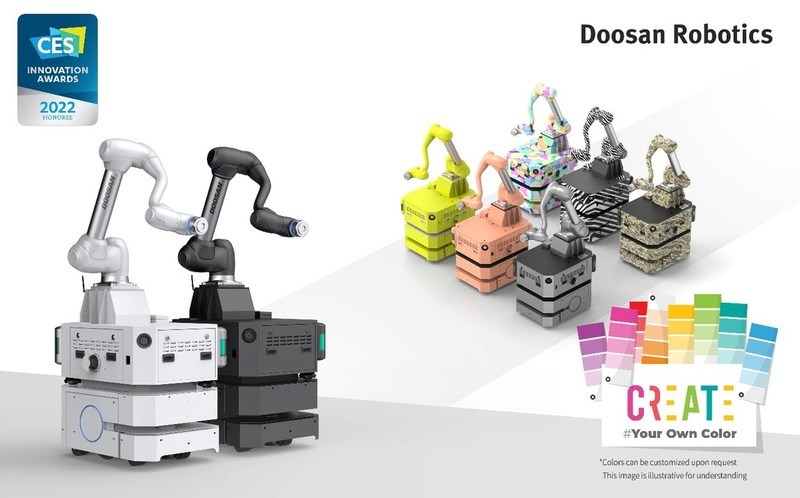 CES
INNOVATION
AWARDS
2022
HONOREE
Doosan Robotics
DOOSAN
DOOSAN
CREATE
#Your Own Color
*Colors can be customized upon request
This image is illustrative for understanding